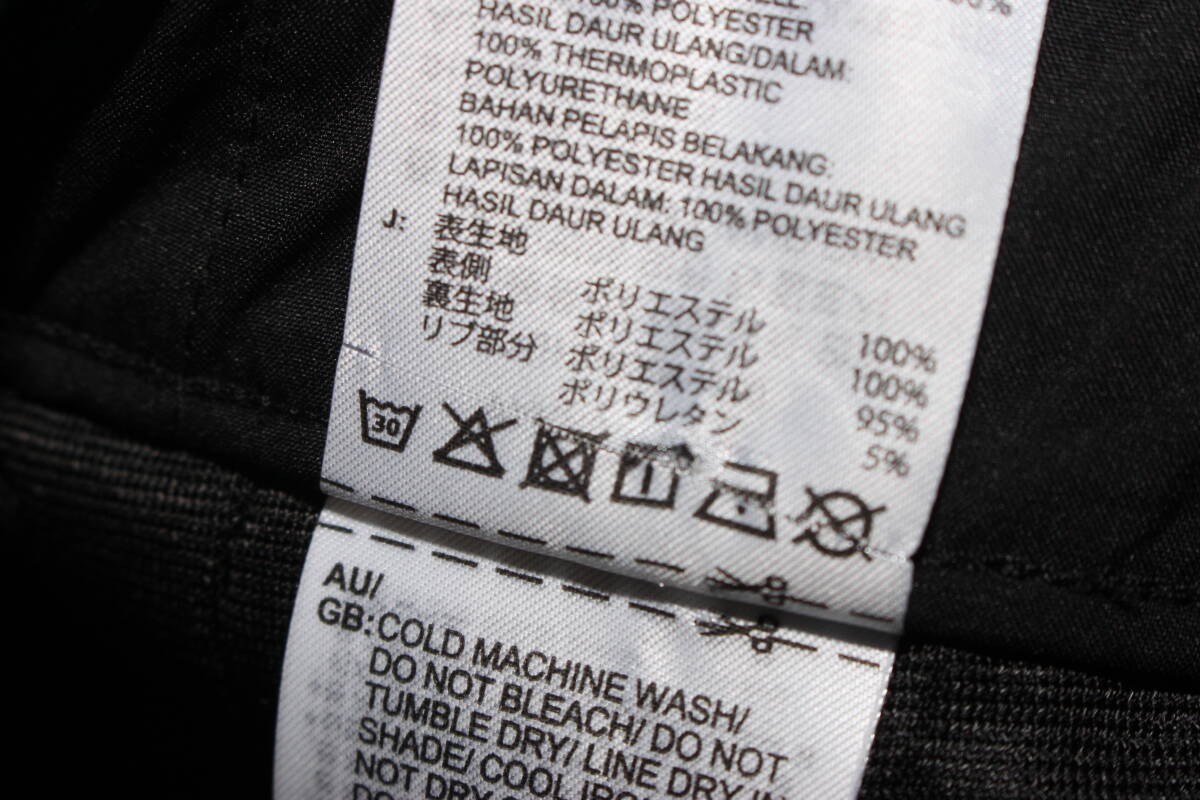 100% POLYESTER
HASIL DAUR ULANG/DALAM:
100% THERMOPLASTIC
POLYURETHANE
BAHAN PELAPIS BELAKANG:
100% POLYESTER HASIL DAUR ULANG
LAPISAN DALAM: 100% POLYESTER
HASIL DAUR ULANG
J: 表生地 ポリエステル 100%
表側 ポリエステル 100%
裏生地 ポリエステル 95%
リブ部分 ポリウレタン 5%
30
AU/
GB: COLD MACHINE WASH/
DO NOT BLEACH/ DO NOT
TUMBLE DRY/ LINE DRY IN
SHADE/ COOL IRON
NOT DRY